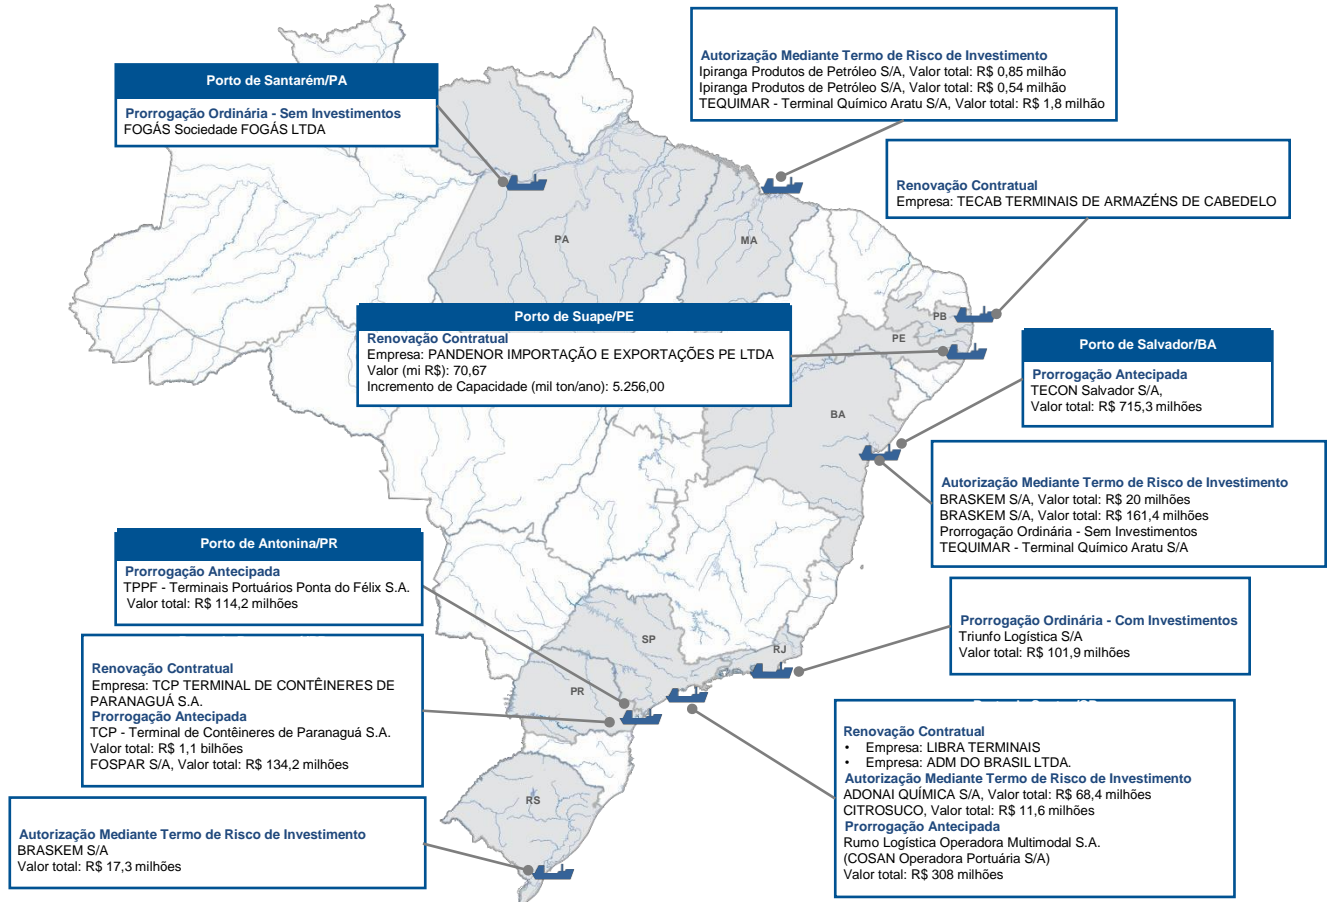 Autorização Mediante Termo de Risco de Investimento
Ipiranga Produtos de Petróleo S/A, Valor total: R$ 0,85 milhão
Ipiranga Produtos de Petróleo S/A, Valor total: R$ 0,54 milhão
TEQUIMAR - Terminal Químico Aratu S/A, Valor total: R$ 1,8 milhão
Porto de Santarém/PA
Prorrogação Ordinária - Sem Investimentos
FOGÁS Sociedade FOGÁS LTDA
Renovação Contratual
Empresa: TECAB TERMINAIS DE ARMAZÉNS DE CABEDELO
PA
MA
PB
PE
BA
SP
RJ
PR
RS
Porto de Suape/PE
Renovação Contratual
Empresa: PANDENOR IMPORTAÇÃO E EXPORTAÇÕES PE LTDA
Valor (mi R$): 70,67
Incremento de Capacidade (mil ton/ano): 5.256,00
Porto de Salvador/BA
Prorrogação Antecipada
TECON Salvador S/A,
Valor total: R$ 715,3 milhões
Autorização Mediante Termo de Risco de Investimento
BRASKEM S/A, Valor total: R$ 20 milhões
BRASKEM S/A, Valor total: R$ 161,4 milhões
Prorrogação Ordinária - Sem Investimentos
TEQUIMAR - Terminal Químico Aratu S/A
Porto de Antonina/PR
Prorrogação Antecipada
TPPF - Terminais Portuários Ponta do Félix S.A.
Valor total: R$ 114,2 milhões
Prorrogação Ordinária - Com Investimentos
Triunfo Logística S/A
Valor total: R$ 101,9 milhões
Renovação Contratual
Empresa: TCP TERMINAL DE CONTÊINERES DE
PARANAGUÁ S.A.
Prorrogação Antecipada
TCP - Terminal de Contêineres de Paranaguá S.A.
Valor total: R$ 1,1 bilhões
FOSPAR S/A, Valor total: R$ 134,2 milhões
Renovação Contratual
• Empresa: LIBRA TERMINAIS
• Empresa: ADM DO BRASIL LTDA.
Autorização Mediante Termo de Risco de Investimento
ADONAI QUÍMICA S/A, Valor total: R$ 68,4 milhões
CITROSUCO, Valor total: R$ 11,6 milhões
Prorrogação Antecipada
Rumo Logística Operadora Multimodal S.A.
(COSAN Operadora Portuária S/A)
Valor total: R$ 308 milhões
Autorização Mediante Termo de Risco de Investimento
BRASKEM S/A
Valor total: R$ 17,3 milhões